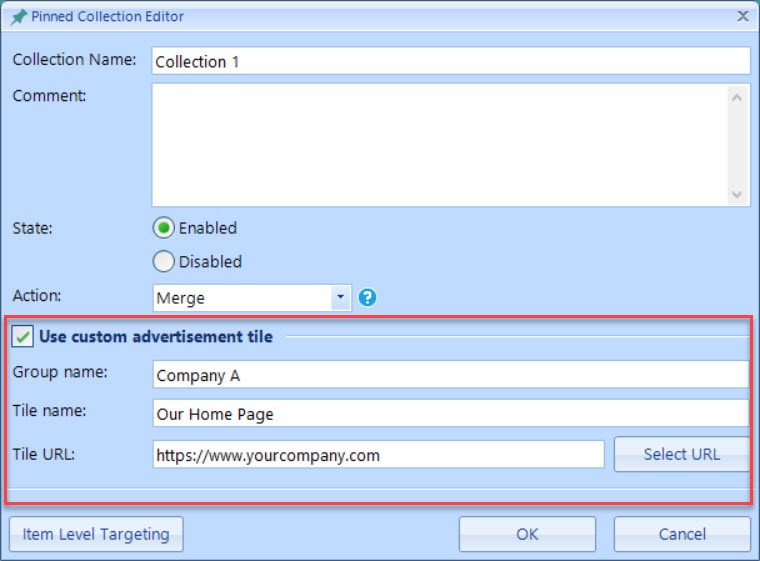 Pinned Collection Editor
Collection Name: Collection 1
Comment:
State: Enabled
Disabled
Action: Merge ?
Use custom advertisement tile
Group name: Company A
Tile name: Our Home Page
Tile URL: https://www.yourcompany.com Select URL
Item Level Targeting OK Cancel